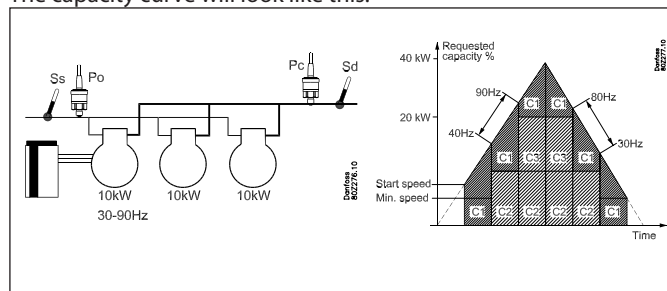 The capacity curve will look like this:
Ss
Po
Pc
Sd
10kW
10kW
10kW
30-90Hz
Danfoss
80Z276.10
Requested
capacity %
40 kW
20 kW
Start speed
Min. speed
90Hz
40Hz
80Hz
30Hz
C1
C1
C1
C3
C3
C1
C1
C2
C2
C2
C2
C1
Time
Danfoss
80Z277.10